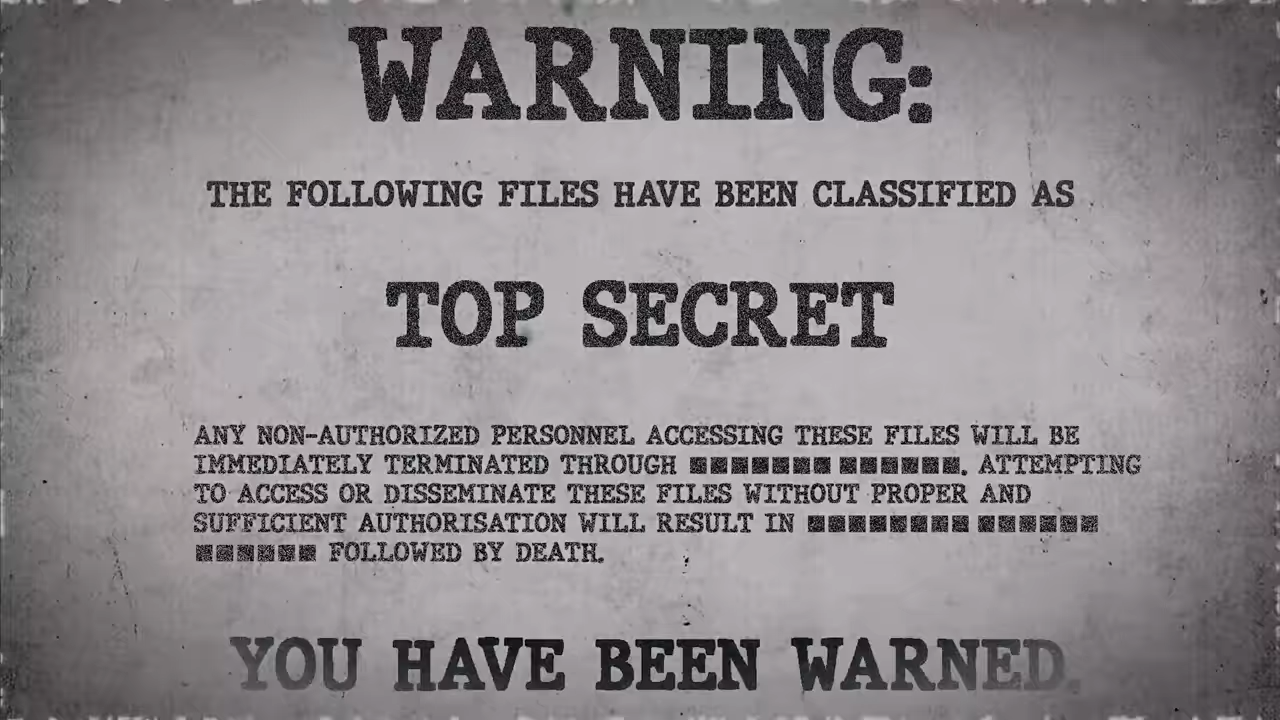 WARNING:
THE FOLLOWING FILES HAVE BEEN CLASSIFIED AS
TOP SECRET
ANY NON-AUTHORIZED PERSONNEL ACCESSING THESE FILES WILL BE
IMMEDIATELY TERMINATED THROUGH ■■■■■■■ ■■■■■■. ATTEMPTING
TO ACCESS OR DISSEMINATE THESE FILES WITHOUT PROPER AND
SUFFICIENT AUTHORISATION WILL RESULT IN ■■■■■■■■ ■■■■■■
■■■■■■ FOLLOWED BY DEATH.
YOU HAVE BEEN WARNED.